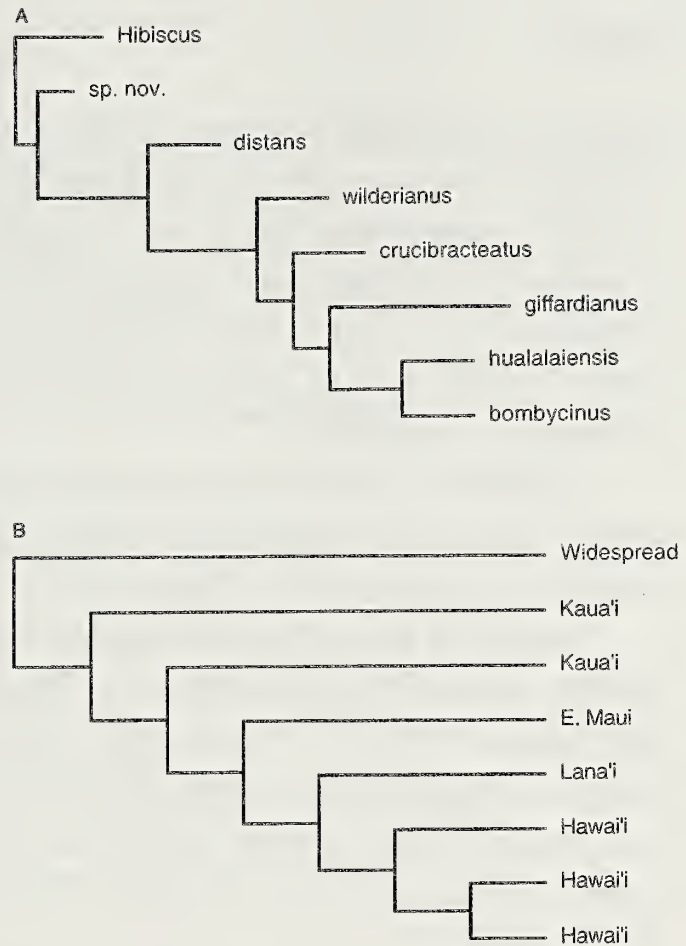 A
Hibiscus
sp. nov.
distans
wilderianus
crucibracteatus
giffardianus
hualalaiensis
bombycinus
B
Widespread
Kaua'i
Kaua'i
E. Maui
Lana'i
Hawai'i
Hawai'i
Hawai'i